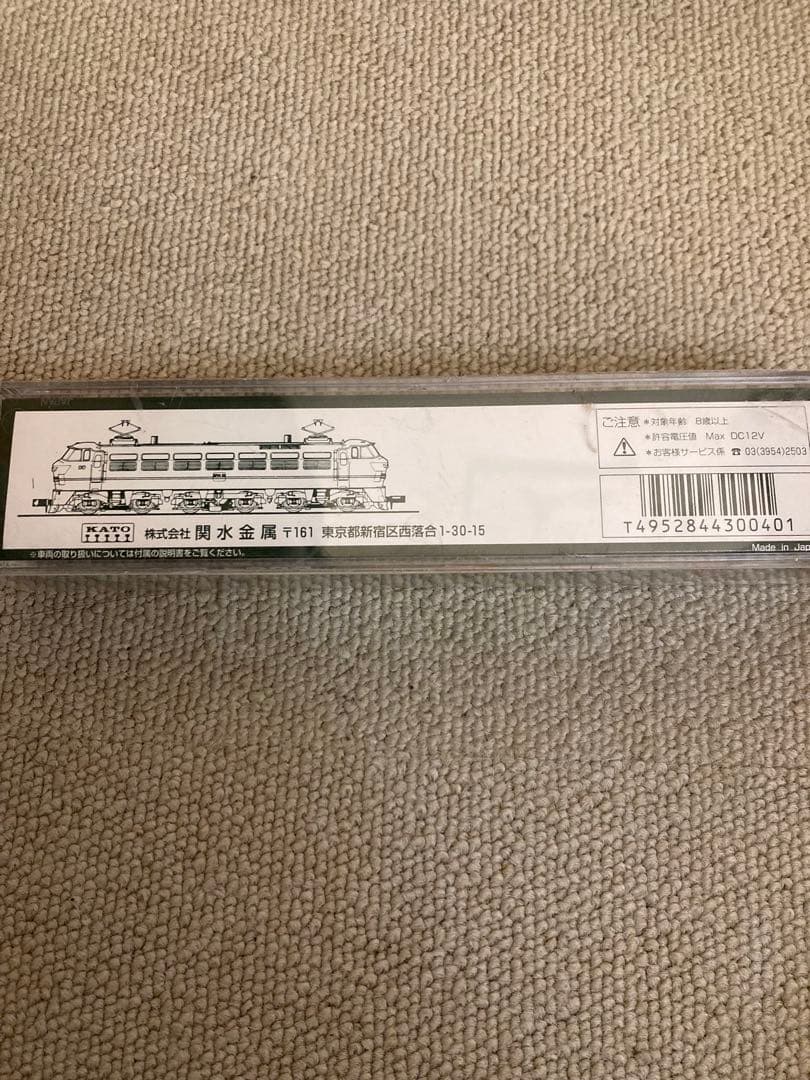 ご注意 *対象年齢 8歳以上
*許容電圧値 Max DC12V
*お客様サービス係 ☎ 03(3954)2503
KATO 株式会社 関水金属 〒161 東京都新宿区西落合1-30-15
T4952844300401
※車両の取り扱いについては付属の説明書をご覧ください。
Made in